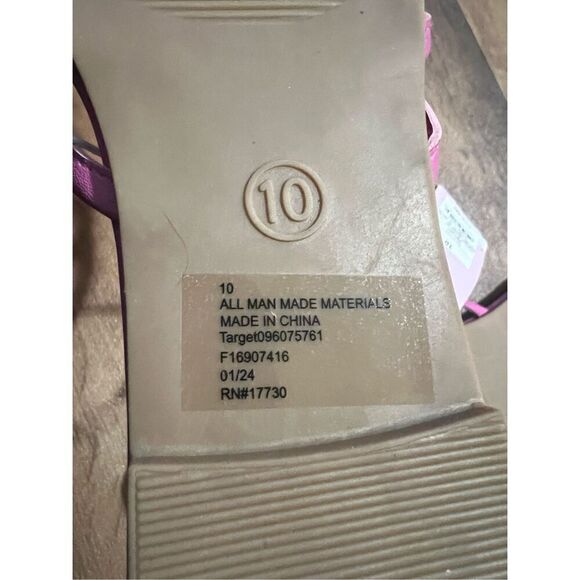 10
10
ALL MAN MADE MATERIALS
MADE IN CHINA
Target096075761
F16907416
01/24
RN#17730